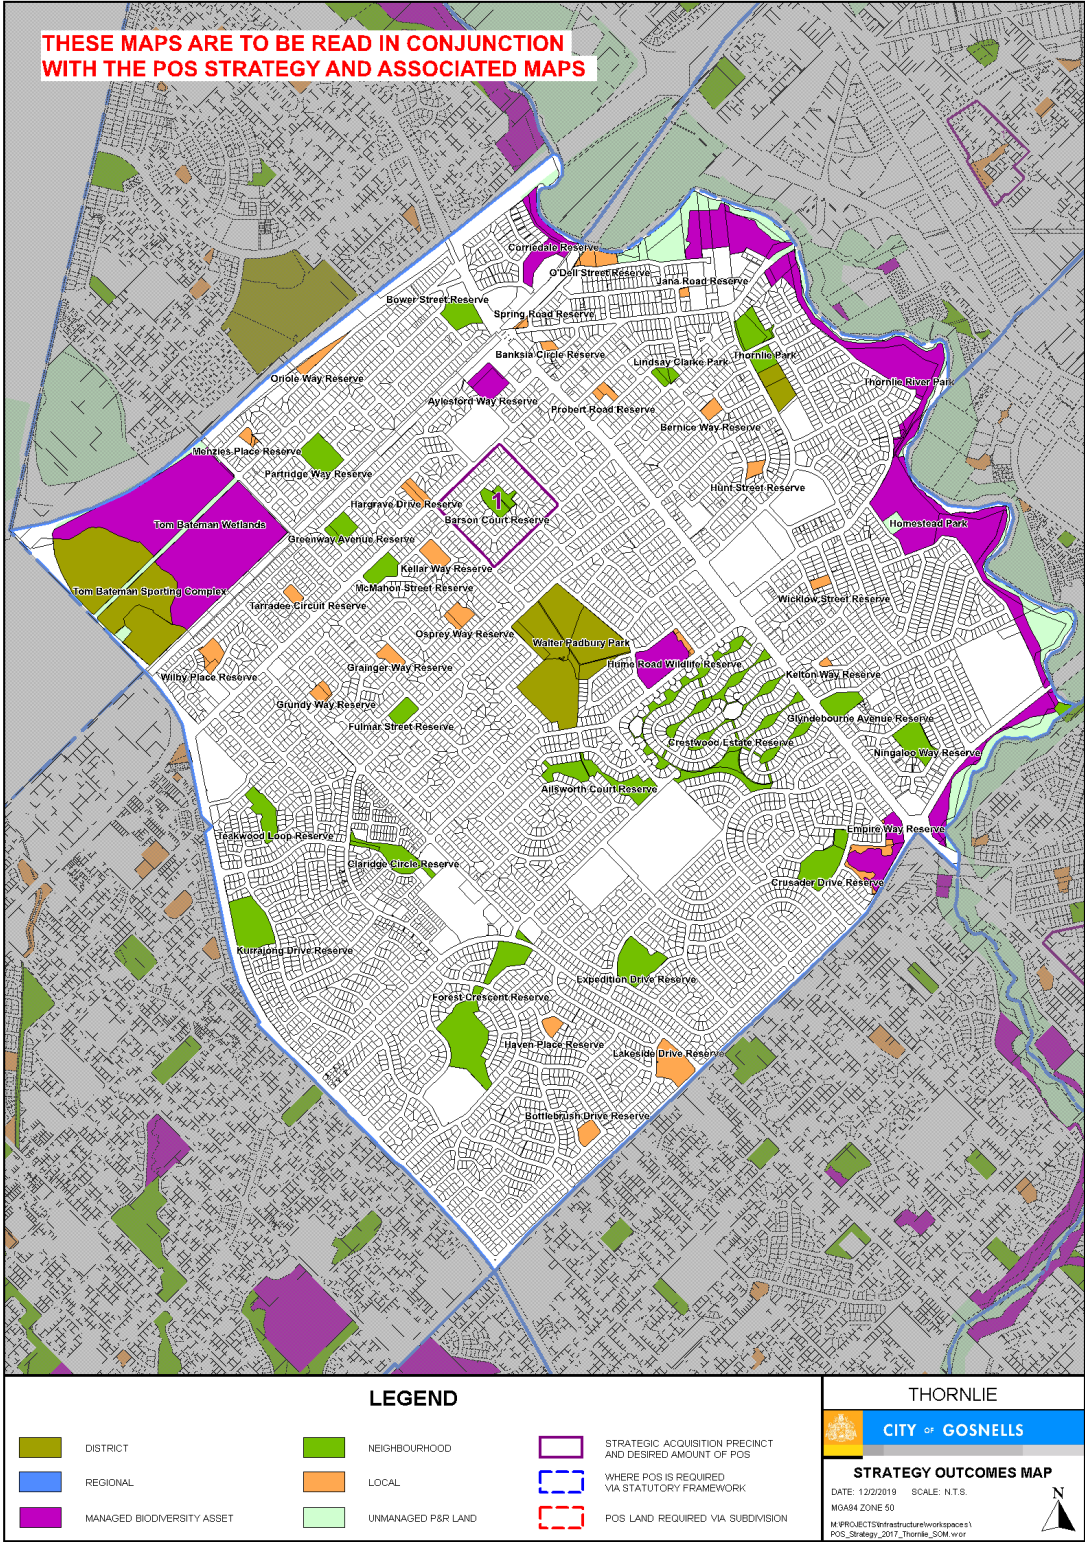 THESE MAPS ARE TO BE READ IN CONJUNCTION
WITH THE POS STRATEGY AND ASSOCIATED MAPS
Corriedale Reserve
O'Dell Street Reserve
Jana Road Reserve
Bower Street Reserve
Spring Road Reserve
Banksia Circle Reserve
Lindsay Clarke Park
Thornlie Park
Oriole Way Reserve
Thornlie River Park
Aylesford Way Reserve
Probert Road Reserve
Bernice Way Reserve
Menzies Place Reserve
Partridge Way Reserve
Hunt Street Reserve
Hargrave Drive Reserve
1
Barson Court Reserve
Tom Bateman Wetlands
Homestead Park
Greenway Avenue Reserve
Kellar Way Reserve
McMahon Street Reserve
Tom Bateman Sporting Complex
Tarradee Circuit Reserve
Wicklow Street Reserve
Osprey Way Reserve
Walter Padbury Park
Grainger Way Reserve
Hume Road Wildlife Reserve
Wilby Place Reserve
Kelton Way Reserve
Grundy Way Reserve
Glyndebourne Avenue Reserve
Fulmar Street Reserve
Crestwood Estate Reserve
Ningaloo Way Reserve
Ailsworth Court Reserve
Teakwood Loop Reserve
Empire Way Reserve
Claridge Circle Reserve
Crusader Drive Reserve
Kurrajong Drive Reserve
Expedition Drive Reserve
Forest Crescent Reserve
Haven Place Reserve
Lakeside Drive Reserve
Bottlebrush Drive Reserve
LEGEND
DISTRICT
REGIONAL
MANAGED BIODIVERSITY ASSET
NEIGHBOURHOOD
LOCAL
UNMANAGED P&R LAND
STRATEGIC ACQUISITION PRECINCT
AND DESIRED AMOUNT OF POS
WHERE POS IS REQUIRED
VIA STATUTORY FRAMEWORK
POS LAND REQUIRED VIA SUBDIVISION
THORNLIE
CITY OF GOSNELLS
STRATEGY OUTCOMES MAP
DATE: 12/2/2019 SCALE: N.T.S.
MGA94 ZONE 50
N
M:\PROJECTS\Infrastructure\workspaces\
POS_Strategy_2017_Thornlie_SOM.wor